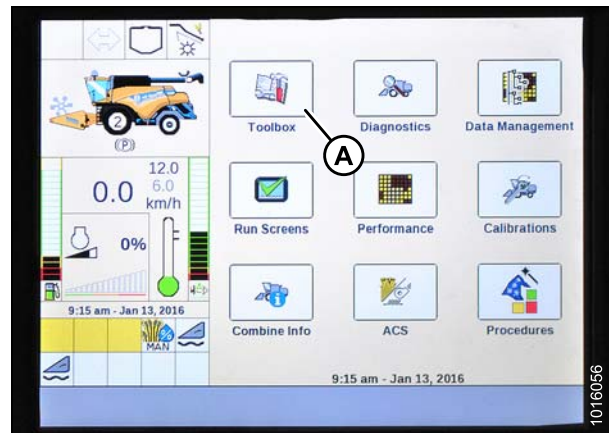 Toolbox
Diagnostics
Data Management
A
2
(P)
12.0
6.0
0.0
km/h
Run Screens
Performance
Calibrations
0%
9:15 am - Jan 13, 2016
MAN
Combine Info
ACS
Procedures
9:15 am - Jan 13, 2016
1016056